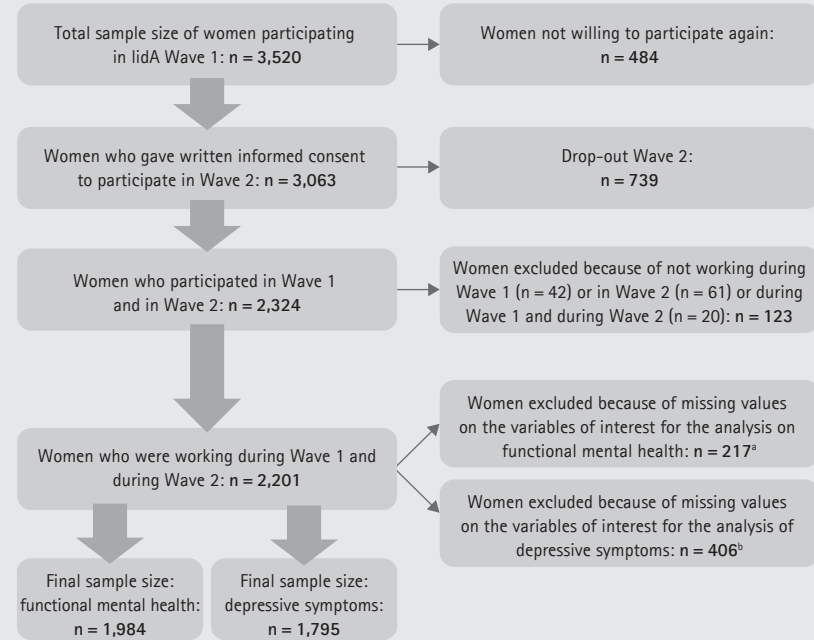 Total sample size of women participating
in lidA Wave 1: n = 3,520
Women not willing to participate again:
n = 484
Women who gave written informed consent
to participate in Wave 2: n = 3,063
Drop-out Wave 2:
n = 739
Women who participated in Wave 1
and in Wave 2: n = 2,324
Women excluded because of not working during
Wave 1 (n = 42) or in Wave 2 (n = 61) or during
Wave 1 and during Wave 2 (n = 20): n = 123
Women who were working during Wave 1 and
during Wave 2: n = 2,201
Women excluded because of missing values
on the variables of interest for the analysis on
functional mental health: n = 217ᵃ
Women excluded because of missing values
on the variables of interest for the analysis of
depressive symptoms: n = 406ᵇ
Final sample size:
functional mental health:
n = 1,984
Final sample size:
depressive symptoms:
n = 1,795